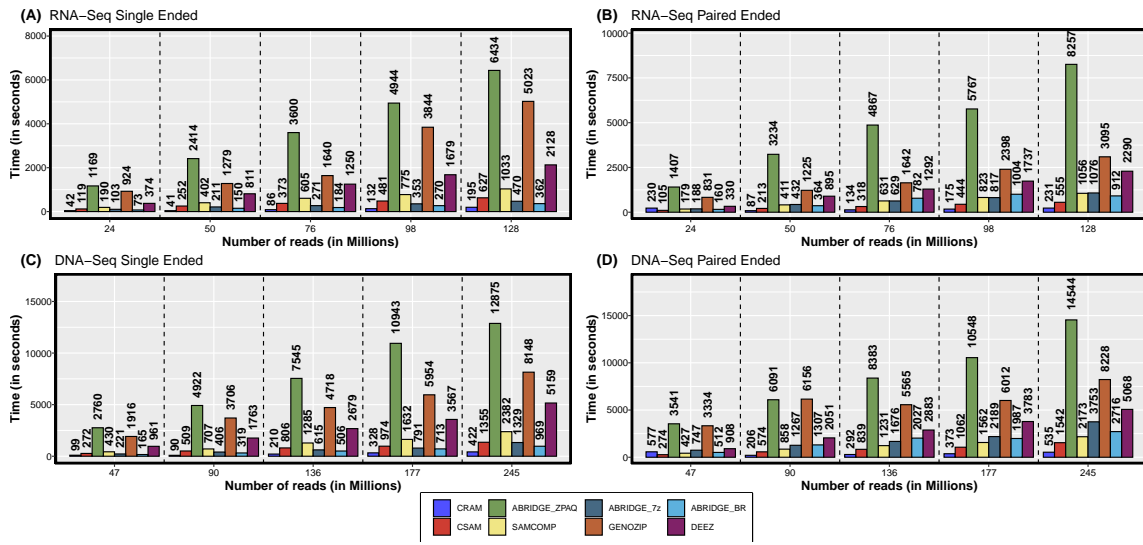 (A) RNA-Seq Single Ended
Time (in seconds)
8000
6000
4000
2000
0
42 119 1169 190 103 924 73 374
41 252 2414 402 211 1279 150 811
86 373 3600 605 271 1640 184 1250
132 481 4944 775 353 3844 270 1679
195 627 6434 1033 470 5023 362 2128
24 50 76 98 128
Number of reads (in Millions)
(B) RNA-Seq Paired Ended
Time (in seconds)
10000
7500
5000
2500
0
230 105 1407 179 188 831 160 330
87 213 3234 411 432 1225 364 895
134 318 4867 631 629 1642 782 1292
175 444 5767 823 817 2398 1004 1737
231 555 8257 1056 1076 3095 912 2290
24 50 76 98 128
Number of reads (in Millions)
(C) DNA-Seq Single Ended
Time (in seconds)
15000
10000
5000
0
99 272 2760 430 221 1916 165 961
90 509 4922 707 406 3706 319 1763
210 806 7545 1285 615 4718 506 2679
328 974 10943 1632 791 5954 713 3567
422 1355 12875 2382 1329 8148 969 5159
47 90 136 177 245
Number of reads (in Millions)
(D) DNA-Seq Paired Ended
Time (in seconds)
15000
10000
5000
0
577 274 3541 427 747 3334 512 908
206 574 6091 858 1267 6156 1307 2051
292 839 8383 1231 1676 5565 2027 2883
373 1062 10548 1562 2189 6012 1987 3783
535 1542 14544 2173 3753 8228 2716 5068
47 90 136 177 245
Number of reads (in Millions)
CRAM ABRIDGE_ZPAQ ABRIDGE_7z ABRIDGE_BR
CSAM SAMCOMP GENOZIP DEEZ